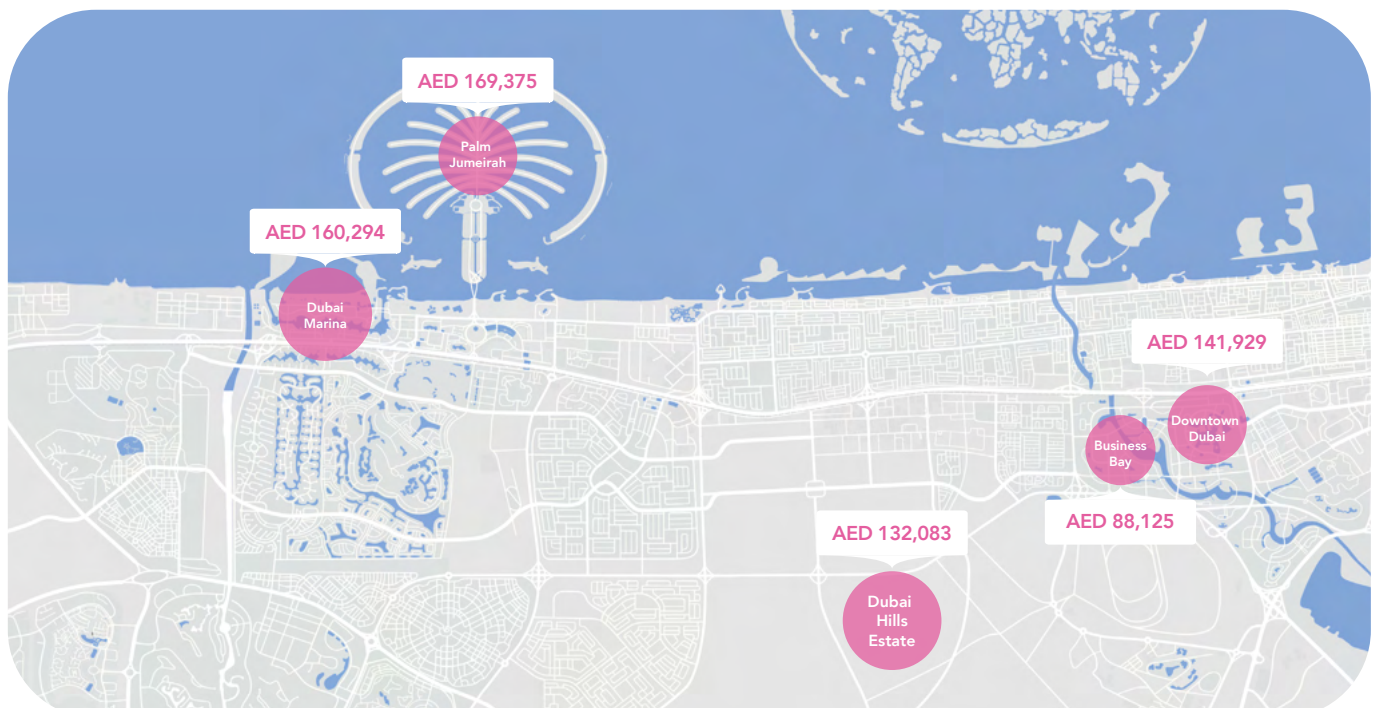 AED 169,375
Palm
Jumeirah
AED 160,294
Dubai
Marina
AED 141,929
Downtown
Dubai
Business
Bay
AED 88,125
AED 132,083
Dubai
Hills
Estate